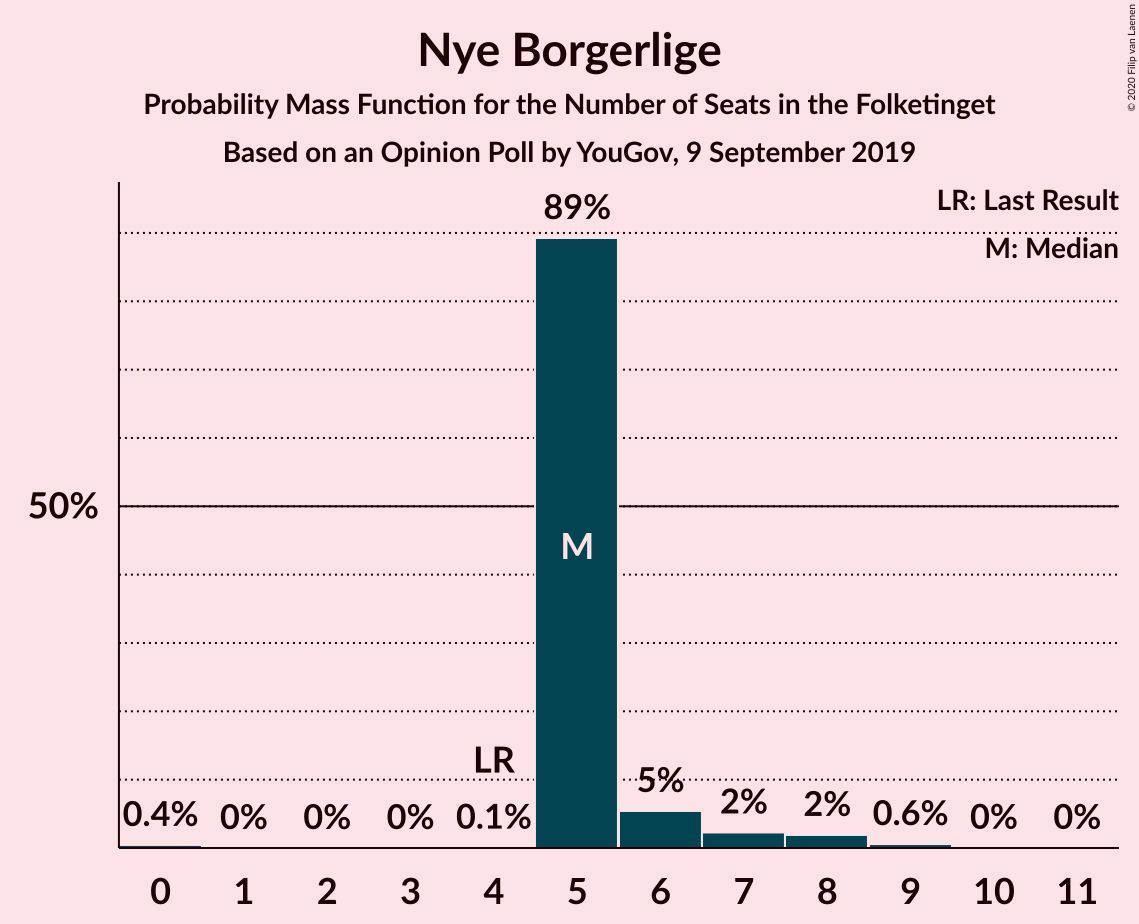 Nye Borgerlige
Probability Mass Function for the Number of Seats in the Folketinget
Based on an Opinion Poll by YouGov, 9 September 2019
© 2020 Filip van Laenen
LR: Last Result
M: Median
89%
50%
M
LR
0.4% 0% 0% 0% 0.1% 5% 2% 2% 0.6% 0% 0%
0 1 2 3 4 5 6 7 8 9 10 11